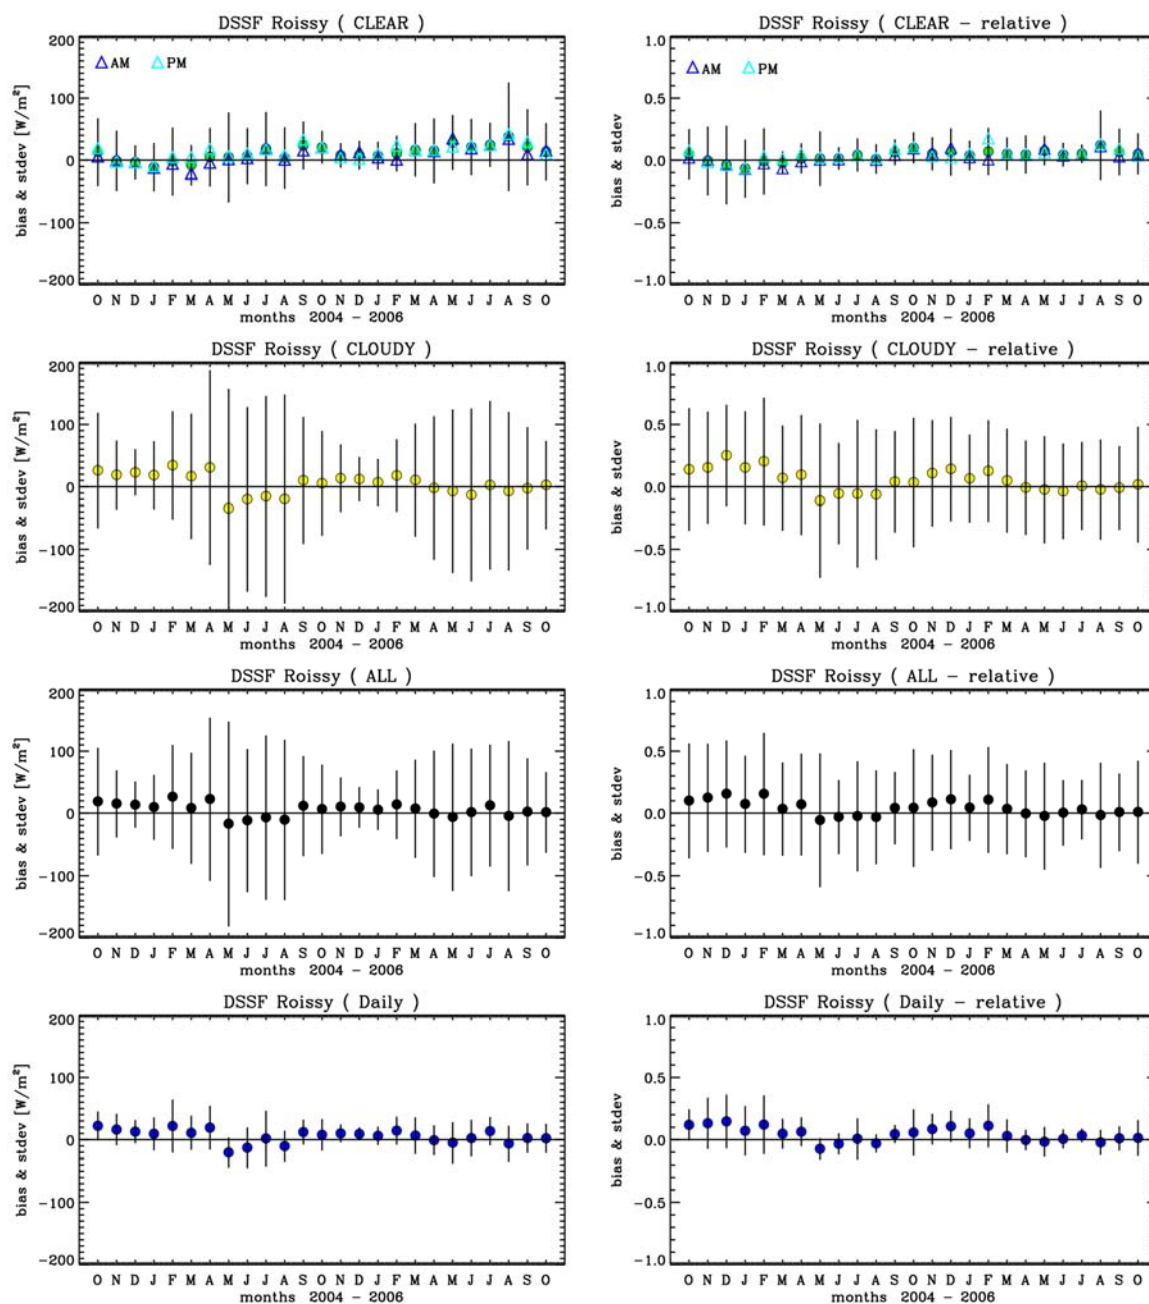 DSSF Roissy ( CLEAR )
200
100
0
-100
-200
bias & stdev [W/m²]
AM PM
O N D J F M A M J J A S O N D J F M A M J J A S O
months 2004 - 2006
DSSF Roissy ( CLEAR - relative )
1.0
0.5
0.0
-0.5
-1.0
bias & stdev
AM PM
O N D J F M A M J J A S O N D J F M A M J J A S O
months 2004 - 2006
DSSF Roissy ( CLOUDY )
200
100
0
-100
-200
bias & stdev [W/m²]
O N D J F M A M J J A S O N D J F M A M J J A S O
months 2004 - 2006
DSSF Roissy ( CLOUDY - relative )
1.0
0.5
0.0
-0.5
-1.0
bias & stdev
O N D J F M A M J J A S O N D J F M A M J J A S O
months 2004 - 2006
DSSF Roissy ( ALL )
200
100
0
-100
-200
bias & stdev [W/m²]
O N D J F M A M J J A S O N D J F M A M J J A S O
months 2004 - 2006
DSSF Roissy ( ALL - relative )
1.0
0.5
0.0
-0.5
-1.0
bias & stdev
O N D J F M A M J J A S O N D J F M A M J J A S O
months 2004 - 2006
DSSF Roissy ( Daily )
200
100
0
-100
-200
bias & stdev [W/m²]
O N D J F M A M J J A S O N D J F M A M J J A S O
months 2004 - 2006
DSSF Roissy ( Daily - relative )
1.0
0.5
0.0
-0.5
-1.0
bias & stdev
O N D J F M A M J J A S O N D J F M A M J J A S O
months 2004 - 2006